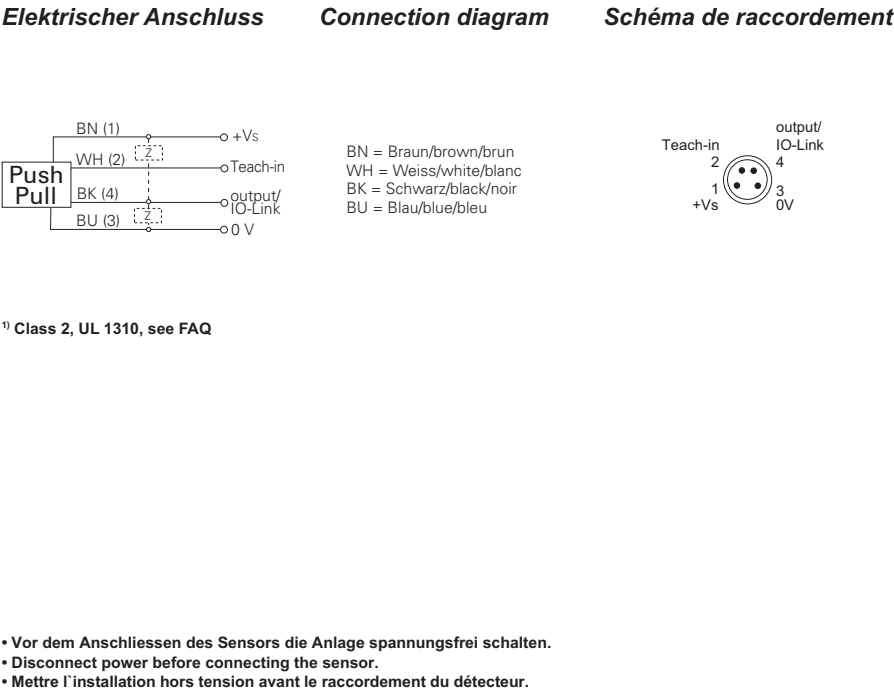 Elektrischer Anschluss Connection diagram Schéma de raccordement
BN (1)
+Vs
Z
WH (2)
Teach-in
Push
Pull
BK (4)
output/
IO-Link
Z
BU (3)
0 V
BN = Braun/brown/brun
WH = Weiss/white/blanc
BK = Schwarz/black/noir
BU = Blau/blue/bleu
output/
Teach-in IO-Link
2 4
1 3
+Vs 0V
1) Class 2, UL 1310, see FAQ
• Vor dem Anschliessen des Sensors die Anlage spannungsfrei schalten.
• Disconnect power before connecting the sensor.
• Mettre l`installation hors tension avant le raccordement du détecteur.